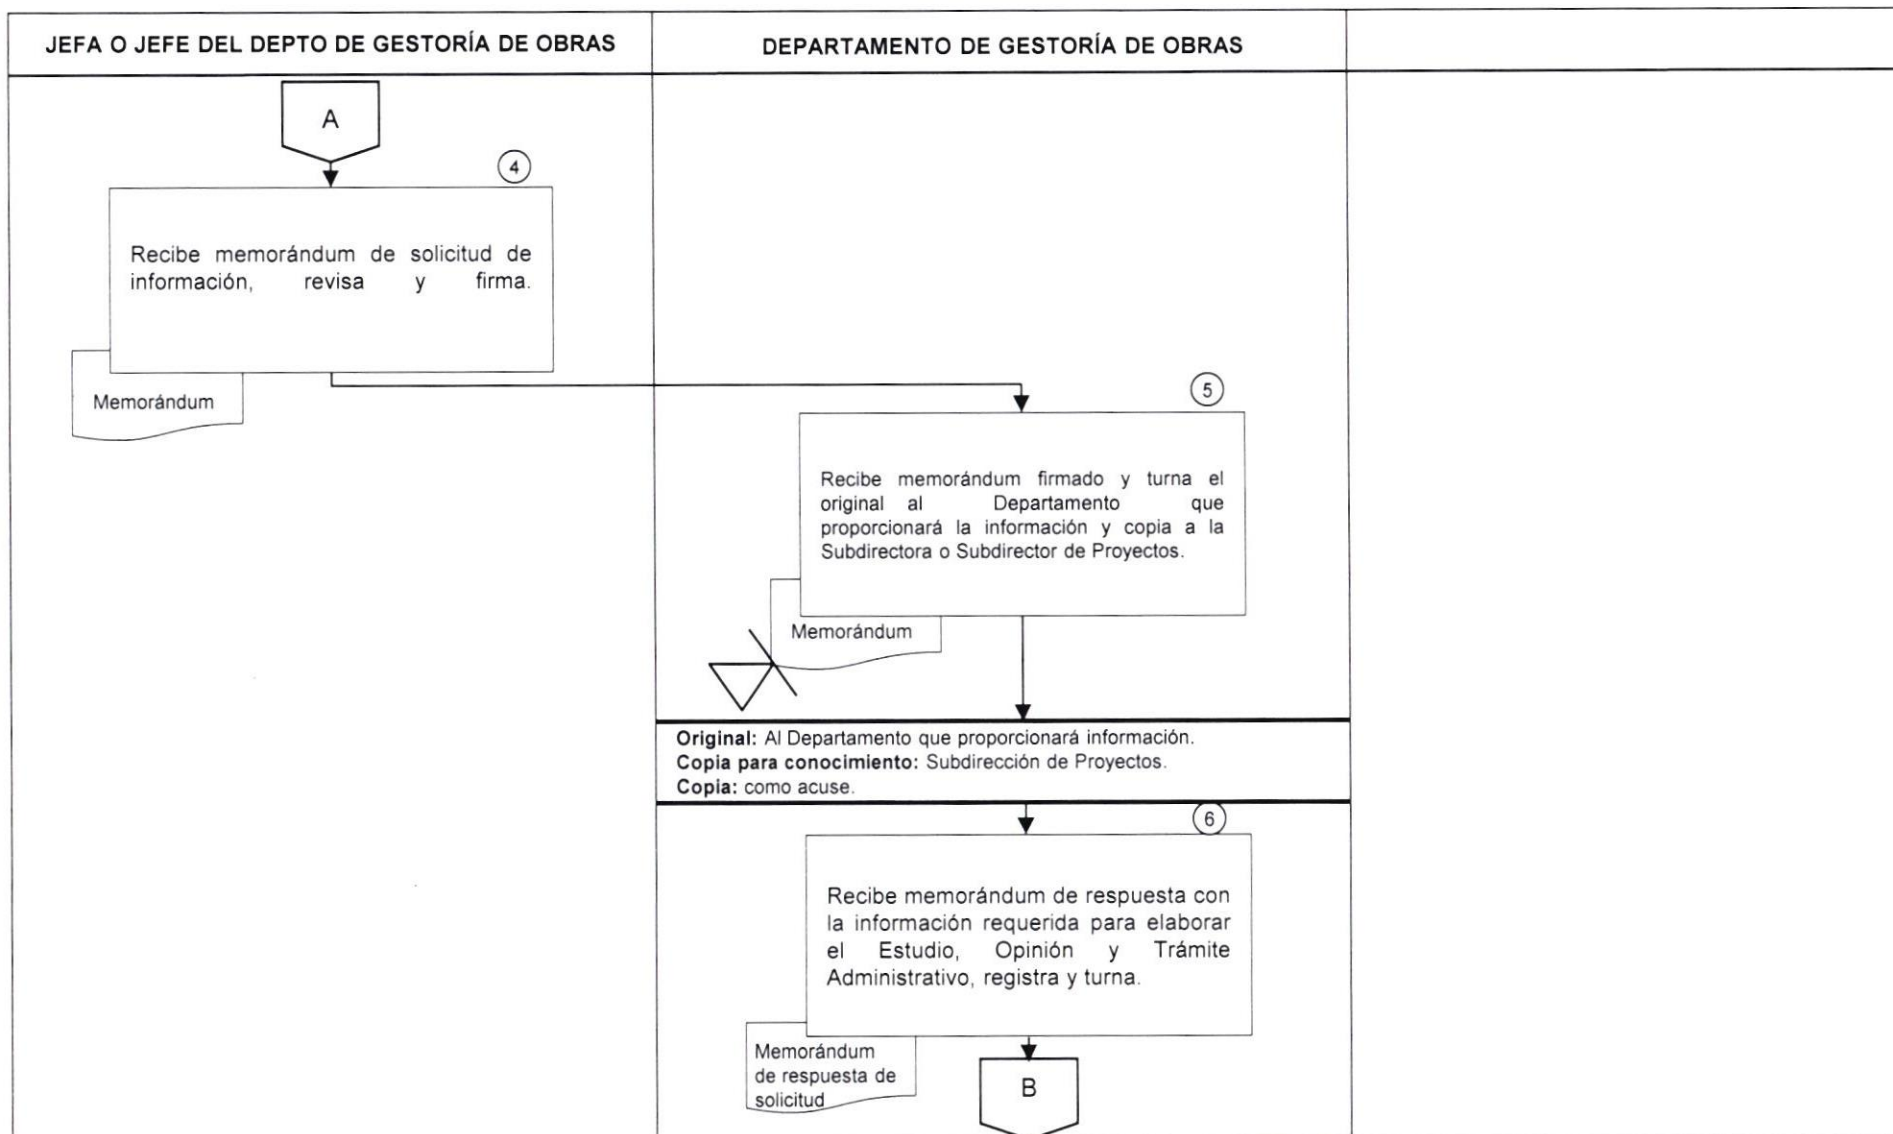 JEFA O JEFE DEL DEPTO DE GESTORÍA DE OBRAS
DEPARTAMENTO DE GESTORÍA DE OBRAS
A
4
Recibe memorándum de solicitud de
información, revisa y firma.
Memorándum
5
Recibe memorándum firmado y turna el
original al Departamento que
proporcionará la información y copia a la
Subdirectora o Subdirector de Proyectos.
Memorándum
Original: Al Departamento que proporcionará información.
Copia para conocimiento: Subdirección de Proyectos.
Copia: como acuse.
6
Recibe memorándum de respuesta con
la información requerida para elaborar
el Estudio, Opinión y Trámite
Administrativo, registra y turna.
Memorándum
de respuesta de
solicitud
B